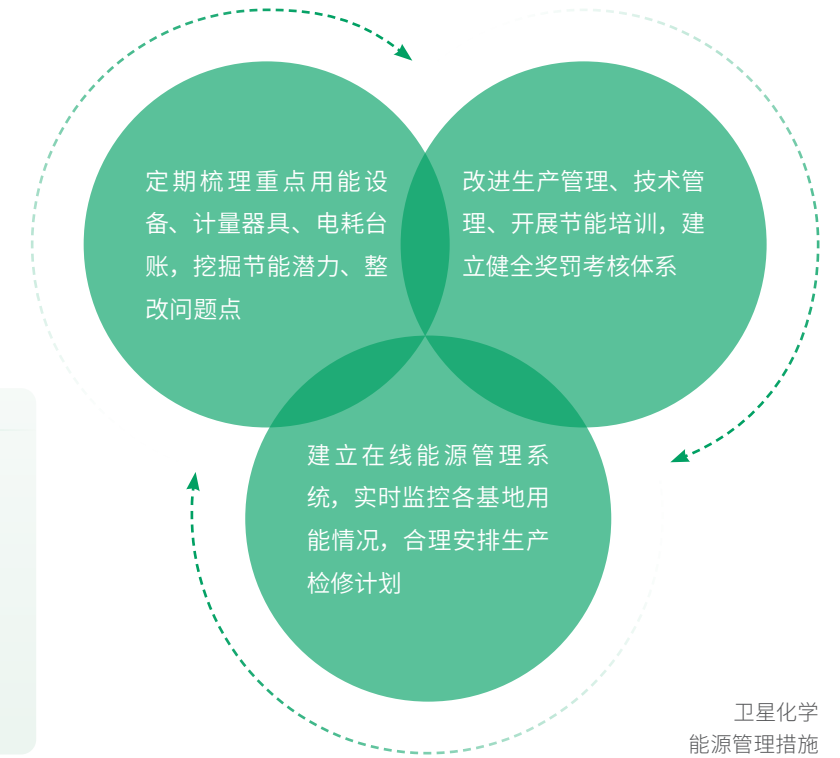 定期梳理重点用能设
备、计量器具、电耗台
账，挖掘节能潜力、整
改问题点
改进生产管理、技术管
理、开展节能培训，建
立健全奖罚考核体系
建立在线能源管理系
统，实时监控各基地用
能情况，合理安排生产
检修计划
卫星化学
能源管理措施